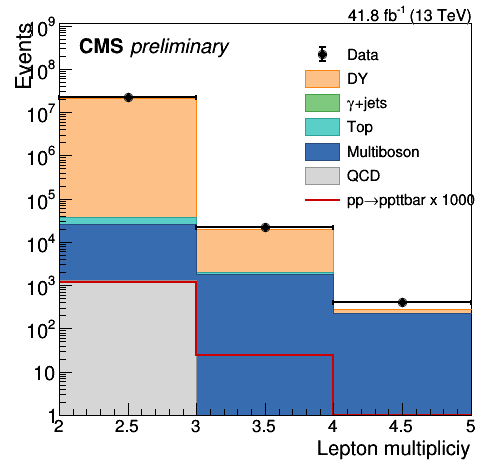 41.8 fb⁻¹ (13 TeV)
Events
CMS preliminary
Data
DY
γ+jets
Top
Multiboson
QCD
pp→ppttbar x 1000
10⁹
10⁸
10⁷
10⁶
10⁵
10⁴
10³
10²
10
1
2 2.5 3 3.5 4 4.5 5
Lepton multipliciy